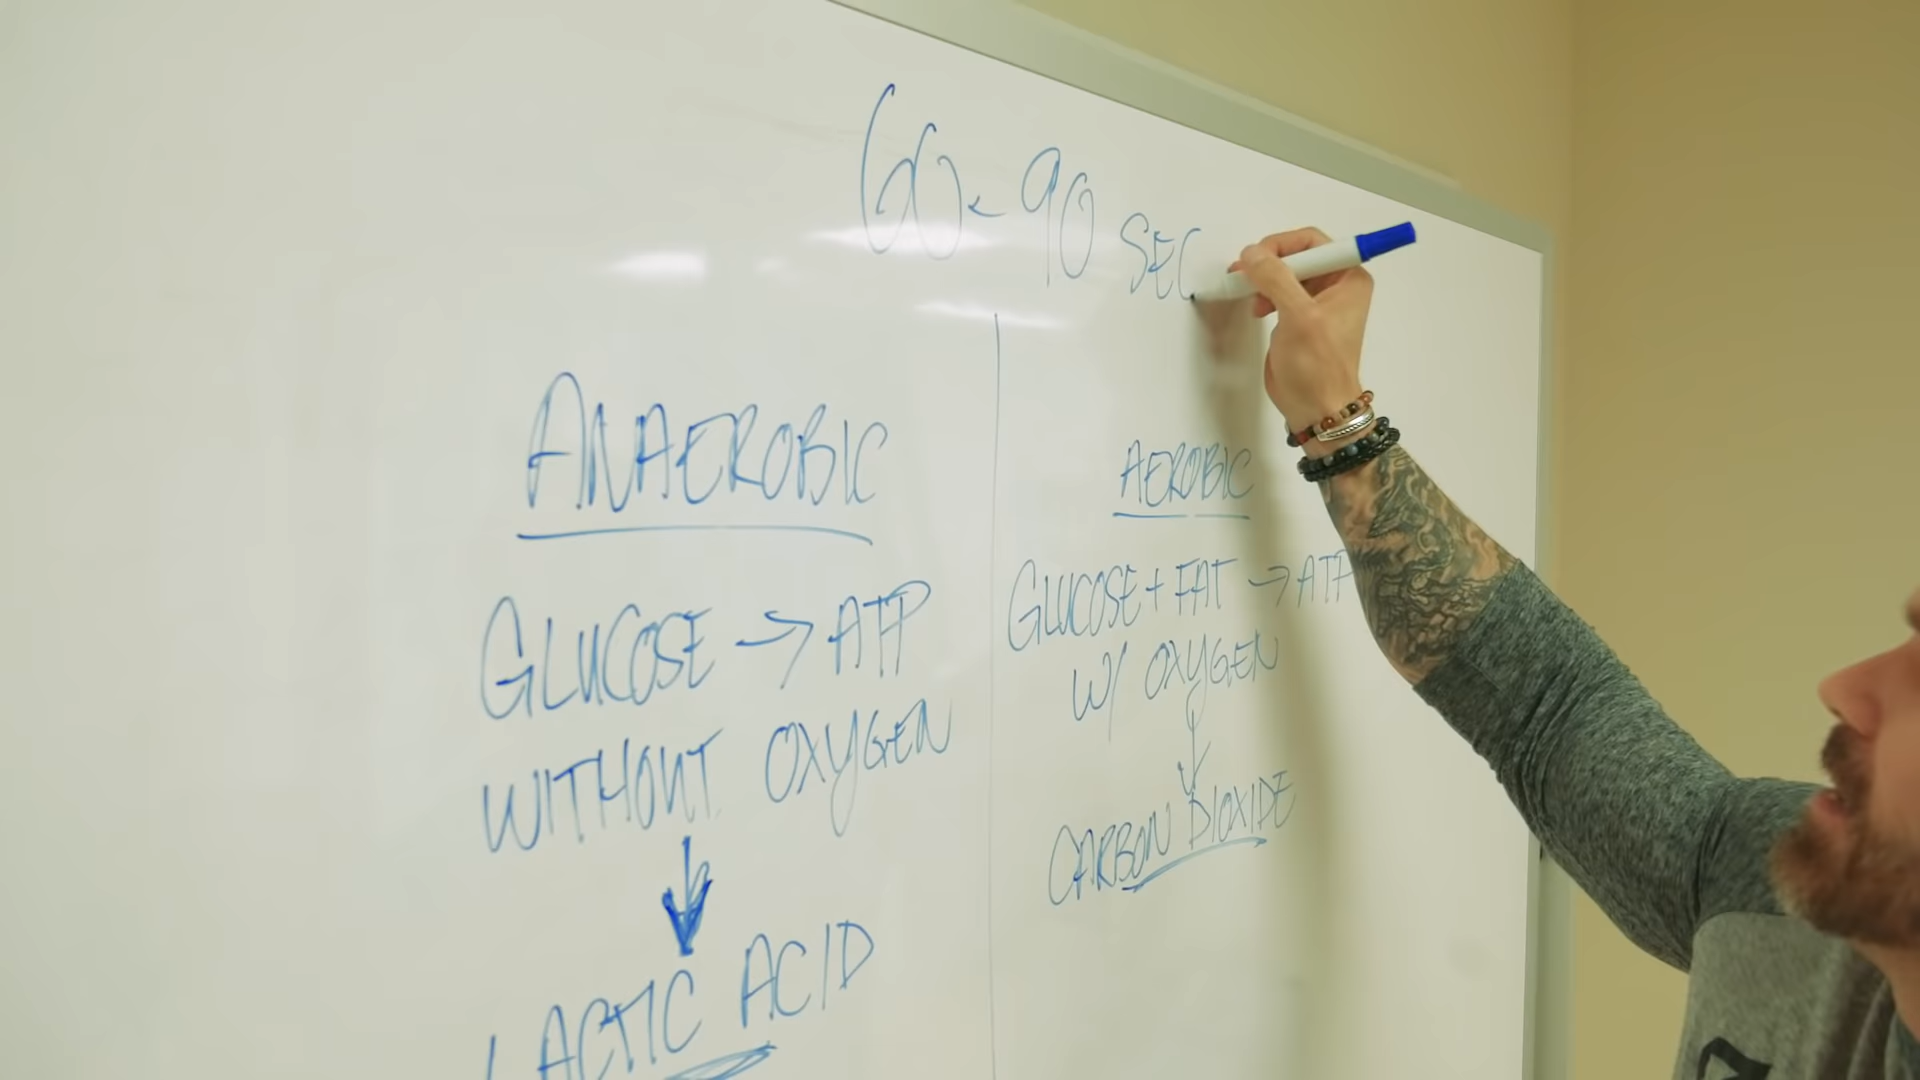 60-90 SEC
ANAEROBIC
GLUCOSE → ATP
WITHOUT OXYGEN
↓
LACTIC ACID
AEROBIC
GLUCOSE + FAT → ATP
W/ OXYGEN
↓
CARBON DIOXIDE